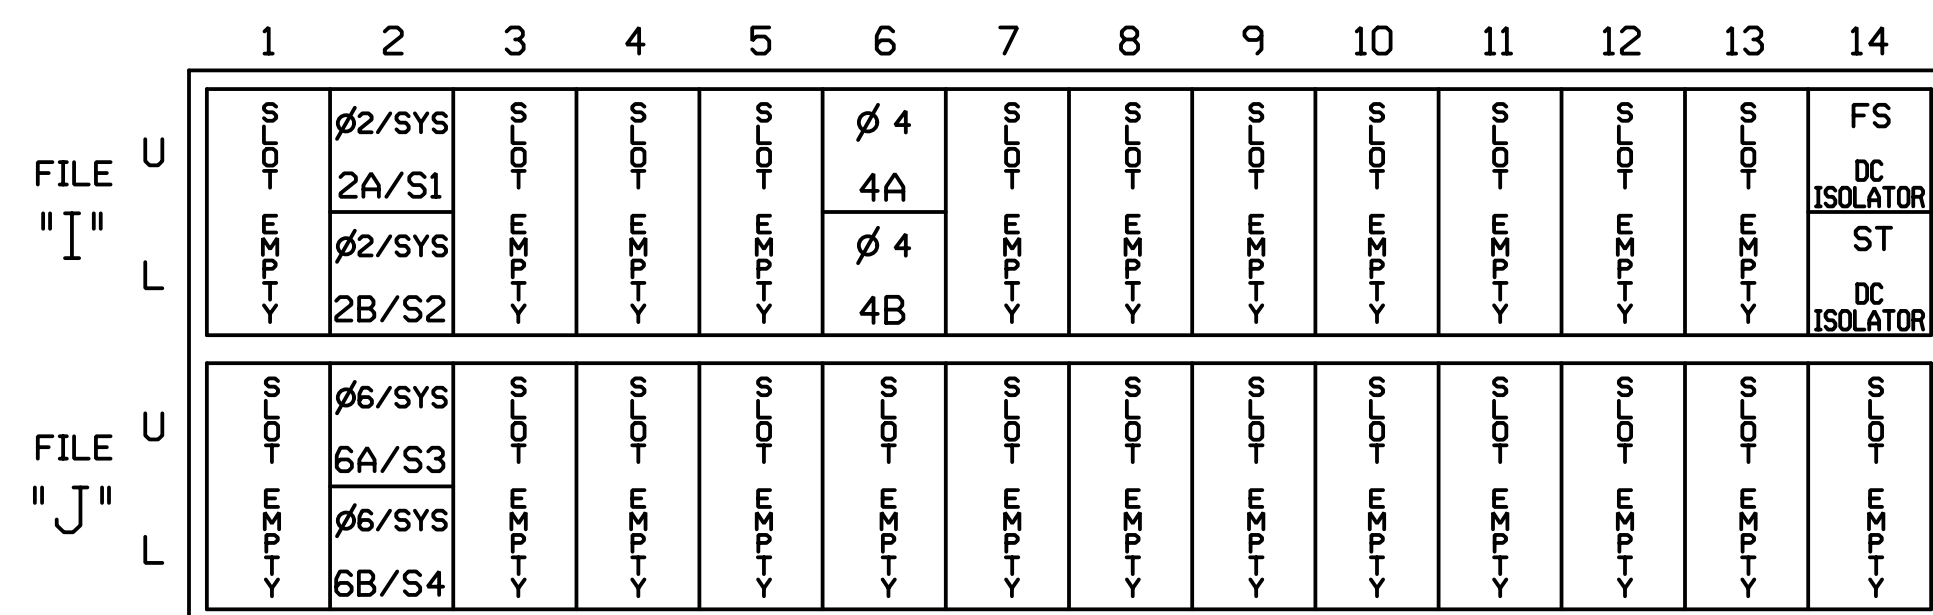 1 2 3 4 5 6 7 8 9 10 11 12 13 14
FILE "I"
U
L
SLOT EMPTY
ø2/SYS
2A/S1
ø2/SYS
2B/S2
SLOT EMPTY
SLOT EMPTY
SLOT EMPTY
ø 4
4A
ø 4
4B
SLOT EMPTY
SLOT EMPTY
SLOT EMPTY
SLOT EMPTY
SLOT EMPTY
SLOT EMPTY
SLOT EMPTY
FS
DC
ISOLATOR
ST
DC
ISOLATOR
FILE "J"
U
L
SLOT EMPTY
ø6/SYS
6A/S3
ø6/SYS
6B/S4
SLOT EMPTY
SLOT EMPTY
SLOT EMPTY
SLOT EMPTY
SLOT EMPTY
SLOT EMPTY
SLOT EMPTY
SLOT EMPTY
SLOT EMPTY
SLOT EMPTY
SLOT EMPTY
SLOT EMPTY